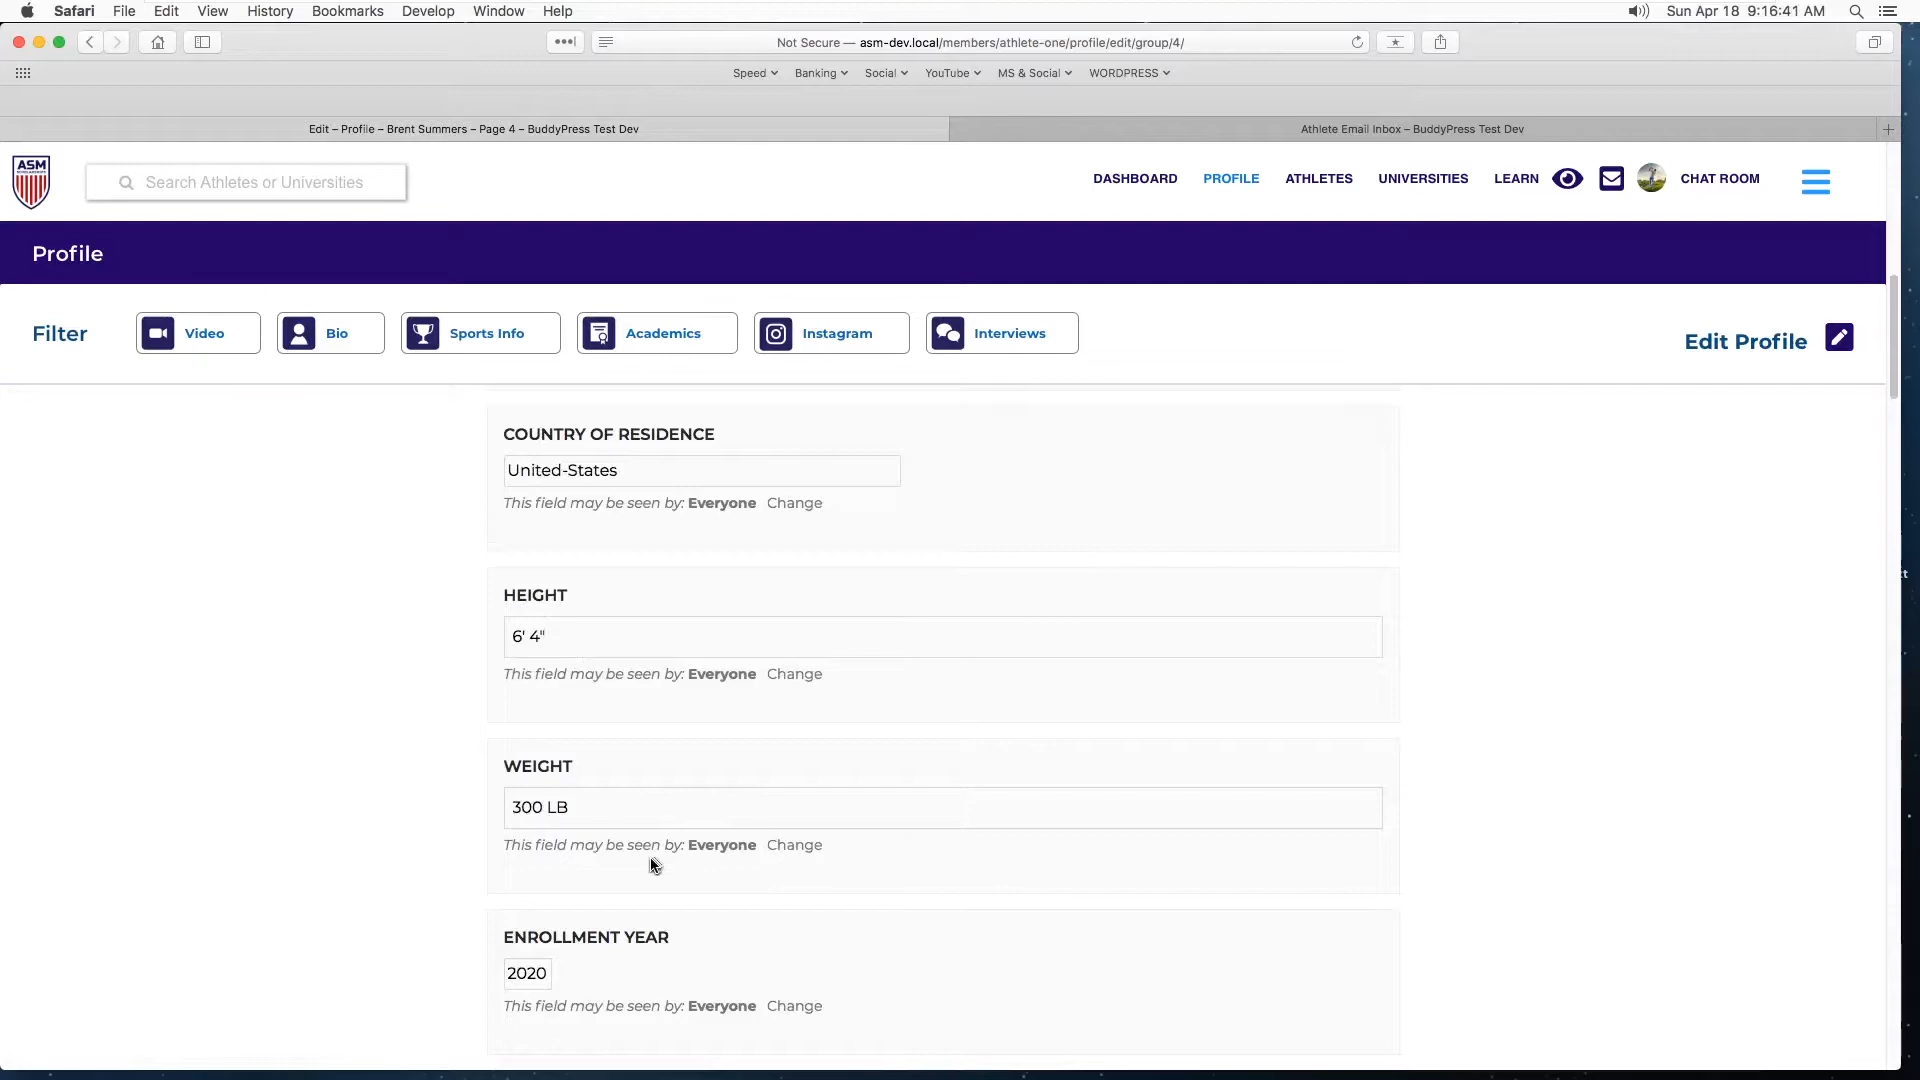 Safari File Edit View History Bookmarks Develop Window Help
Sun Apr 18 9:16:41 AM
Not Secure — asm-dev.local/members/athlete-one/profile/edit/group/4/
Speed Banking Social YouTube MS & Social WORDPRESS
Edit – Profile – Brent Summers – Page 4 – BuddyPress Test Dev
Athlete Email Inbox – BuddyPress Test Dev
ASM
Search Athletes or Universities
DASHBOARD PROFILE ATHLETES UNIVERSITIES LEARN CHAT ROOM
Profile
Filter
Video
Bio
Sports Info
Academics
Instagram
Interviews
Edit Profile
COUNTRY OF RESIDENCE
United-States
This field may be seen by: Everyone Change
HEIGHT
6' 4"
This field may be seen by: Everyone Change
WEIGHT
300 LB
This field may be seen by: Everyone Change
ENROLLMENT YEAR
2020
This field may be seen by: Everyone Change